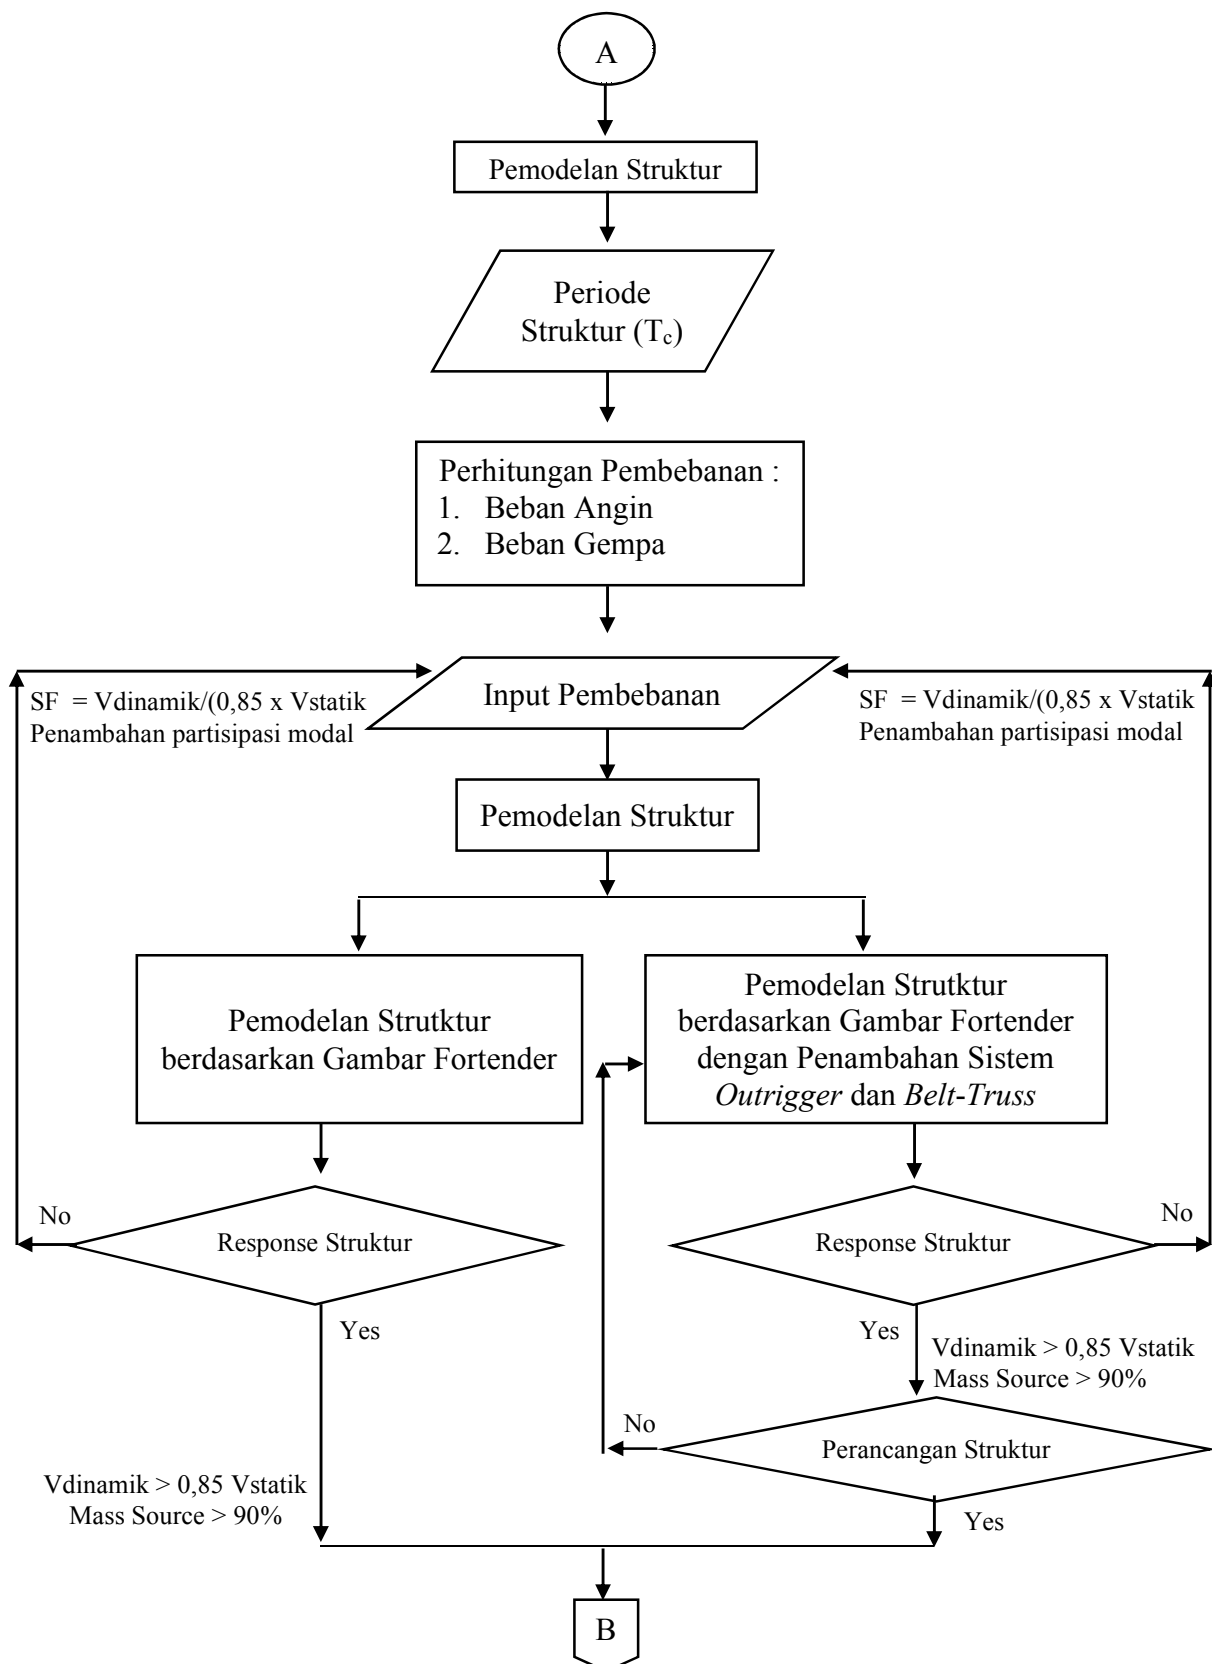 A
Pemodelan Struktur
Periode
Struktur (Tc)
Perhitungan Pembebanan :
1. Beban Angin
2. Beban Gempa
Input Pembebanan
SF = Vdinamik/(0,85 x Vstatik
Penambahan partisipasi modal
SF = Vdinamik/(0,85 x Vstatik
Penambahan partisipasi modal
Pemodelan Struktur
Pemodelan Strutktur
berdasarkan Gambar Fortender
Pemodelan Strutktur
berdasarkan Gambar Fortender
dengan Penambahan Sistem
Outrigger dan Belt-Truss
No
Response Struktur
Response Struktur
No
Yes
Yes
Vdinamik > 0,85 Vstatik
Mass Source > 90%
No
Perancangan Struktur
Vdinamik > 0,85 Vstatik
Mass Source > 90%
Yes
B